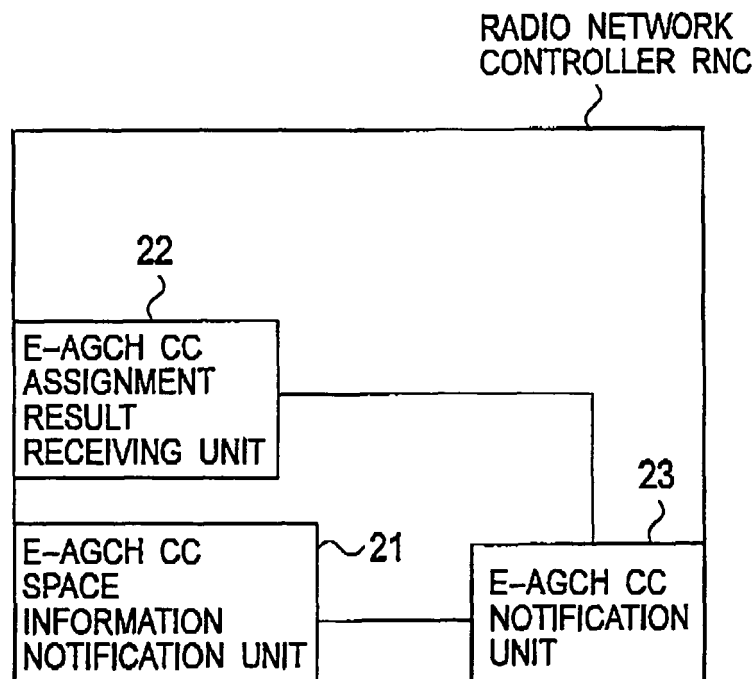 RADIO NETWORK
CONTROLLER RNC
22
E-AGCH CC
ASSIGNMENT
RESULT
RECEIVING UNIT
23
E-AGCH CC
SPACE
INFORMATION
NOTIFICATION UNIT
21
E-AGCH CC
NOTIFICATION
UNIT